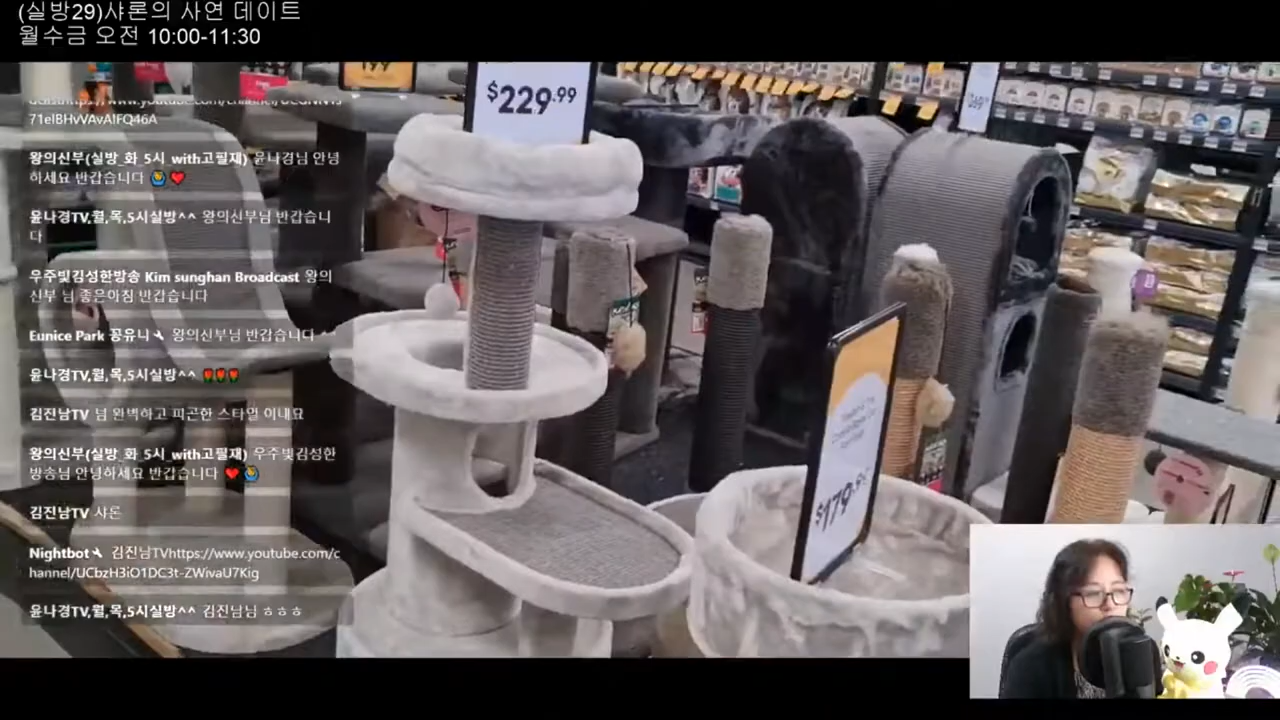 (실방29)샤론의 사연 데이트
월수금 오전 10:00-11:30
71elBHvVAvAlFQ46A
왕의신부(실방_화_5시_with고필재) 윤나경님 안녕
하세요 반갑습니다
윤나경TV,월,목,5시실방^^ 왕의신부님 반갑습니
다
우주빛김성한방송 Kim sunghan Broadcast 왕의
신부 님 좋은아침 반갑습니다
Eunice Park 꽁유니 왕의신부님 반갑습니다 ^^
윤나경TV,월,목,5시실방^^
김진남TV 님 완벽하고 피곤한 스타일 이네요
왕의신부(실방_화_5시_with고필재) 우주빛김성한
방송님 안녕하세요 반갑습니다
김진남TV 샤론
Nightbot 김진남TVhttps://www.youtube.com/c
hannel/UCbzH3iO1DC3t-ZWivaU7Kig
윤나경TV,월,목,5시실방^^ 김진남님 ㅎㅎㅎ
$229.99
$179.99